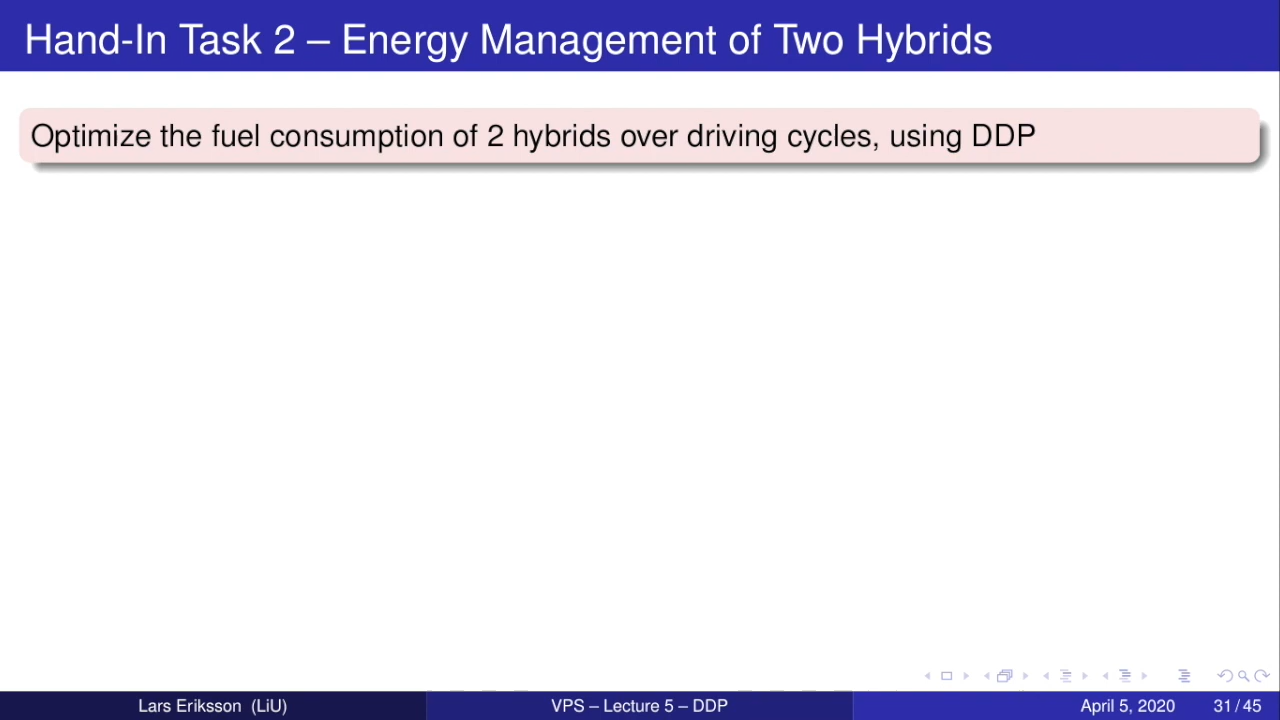 Hand-In Task 2 – Energy Management of Two Hybrids
Optimize the fuel consumption of 2 hybrids over driving cycles, using DDP
Lars Eriksson (LiU)
VPS – Lecture 5 – DDP
April 5, 2020
31 / 45